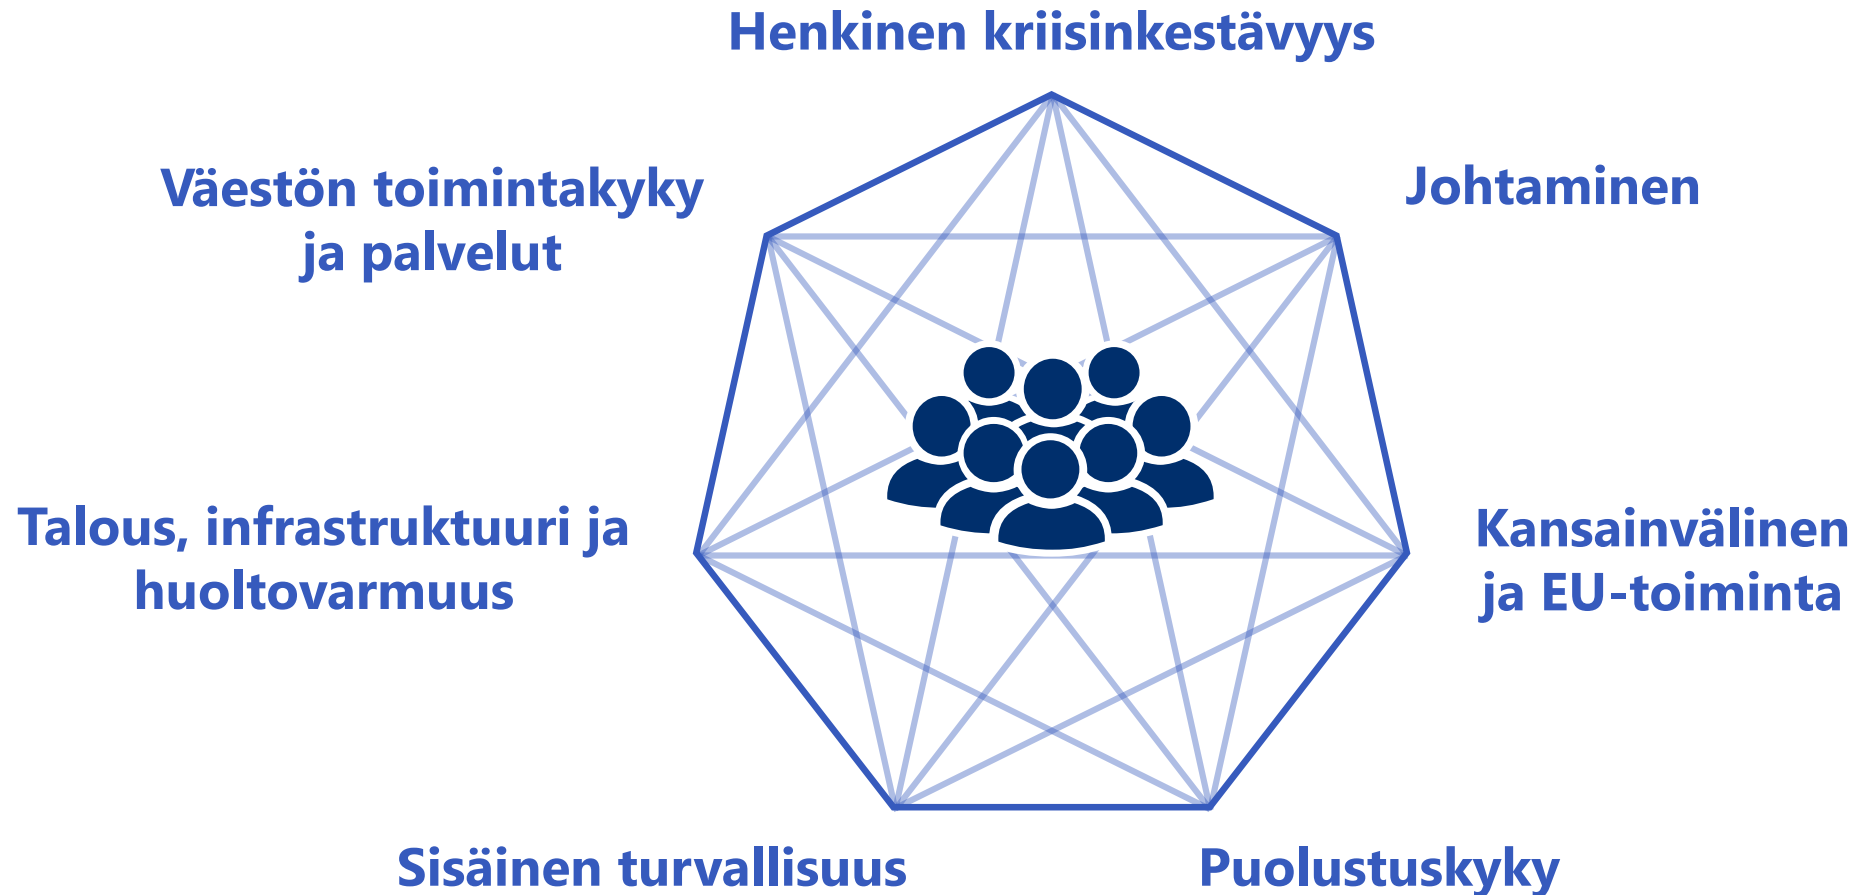 Henkinen kriisinkestävyys
Johtaminen
Kansainvälinen
ja EU-toiminta
Puolustuskyky
Sisäinen turvallisuus
Talous, infrastruktuuri ja
huoltovarmuus
Väestön toimintakyky
ja palvelut